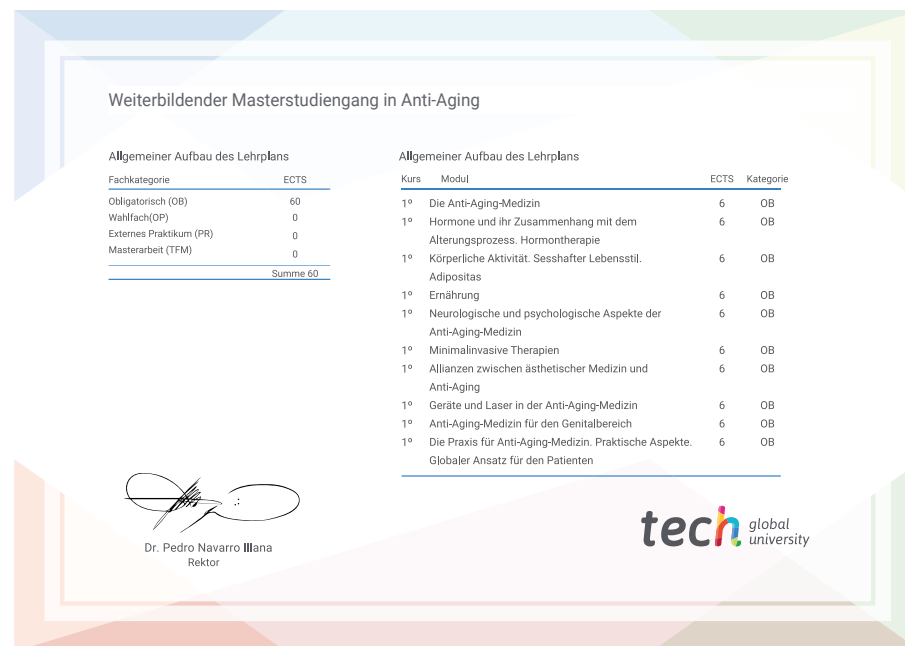 Weiterbildender Masterstudiengang in Anti-Aging
Allgemeiner Aufbau des Lehrplans
Fachkategorie ECTS
Obligatorisch (OB) 60
Wahlfach(OP) 0
Externes Praktikum (PR) 0
Masterarbeit (TFM) 0
Summe 60
Allgemeiner Aufbau des Lehrplans
Kurs Modul ECTS Kategorie
1º Die Anti-Aging-Medizin 6 OB
1º Hormone und ihr Zusammenhang mit dem 6 OB
Alterungsprozess. Hormontherapie
1º Körperliche Aktivität. Sesshafter Lebensstil. 6 OB
Adipositas
1º Ernährung 6 OB
1º Neurologische und psychologische Aspekte der 6 OB
Anti-Aging-Medizin
1º Minimalinvasive Therapien 6 OB
1º Allianzen zwischen ästhetischer Medizin und 6 OB
Anti-Aging
1º Geräte und Laser in der Anti-Aging-Medizin 6 OB
1º Anti-Aging-Medizin für den Genitalbereich 6 OB
1º Die Praxis für Anti-Aging-Medizin. Praktische Aspekte. 6 OB
Globaler Ansatz für den Patienten
Dr. Pedro Navarro Illana
Rektor
tech global
university